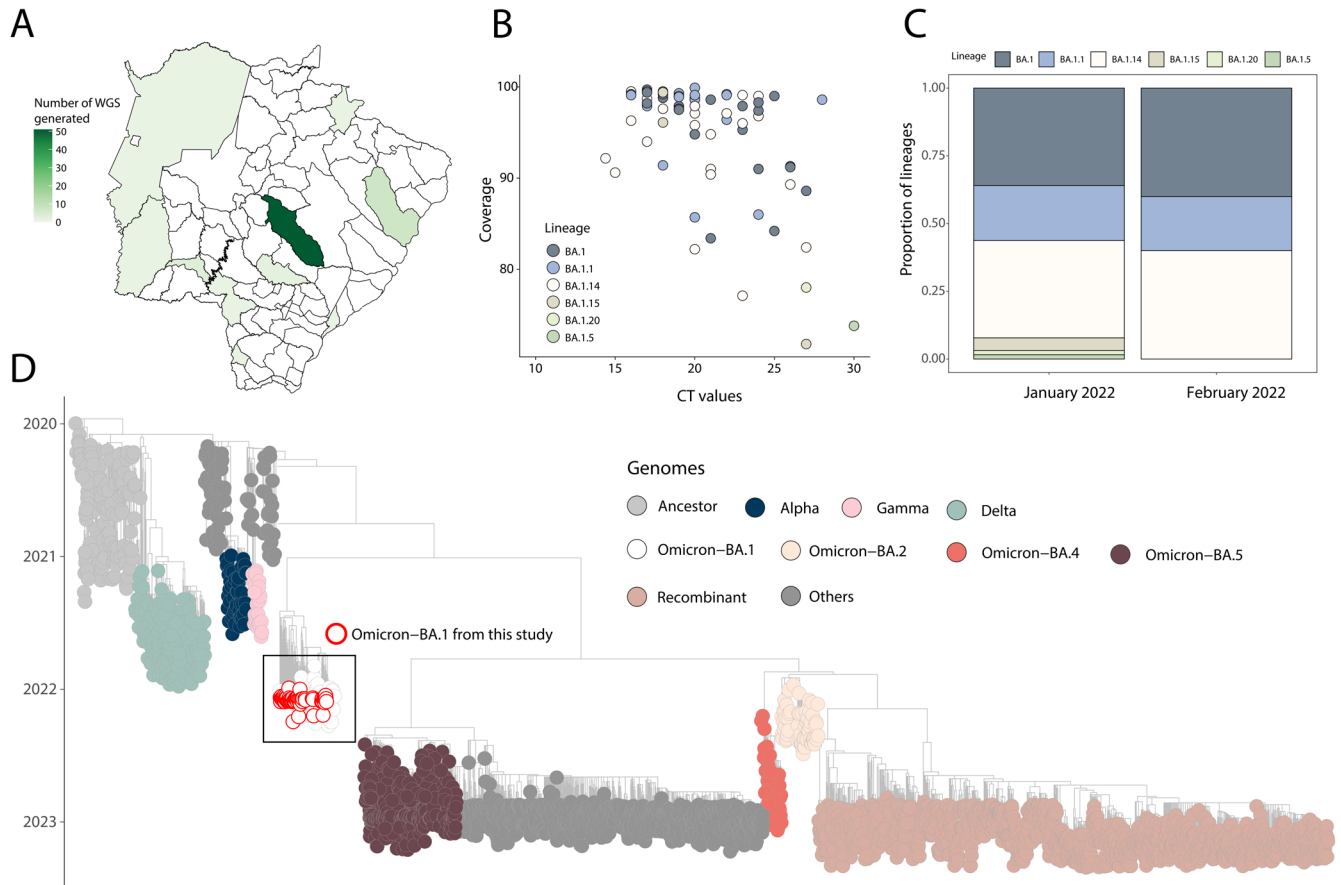 A
Number of WGS
generated
50
40
30
20
10
0
B
Coverage
100
90
80
Lineage
BA.1
BA.1.1
BA.1.14
BA.1.15
BA.1.20
BA.1.5
10 15 20 25 30
CT values
C
Lineage BA.1 BA.1.1 BA.1.14 BA.1.15 BA.1.20 BA.1.5
Proportion of lineages
1.00
0.75
0.50
0.25
0.00
January 2022 February 2022
D
2020
2021
2022
2023
Genomes
Ancestor Alpha Gamma Delta
Omicron−BA.1 Omicron−BA.2 Omicron−BA.4 Omicron−BA.5
Recombinant Others
Omicron−BA.1 from this study